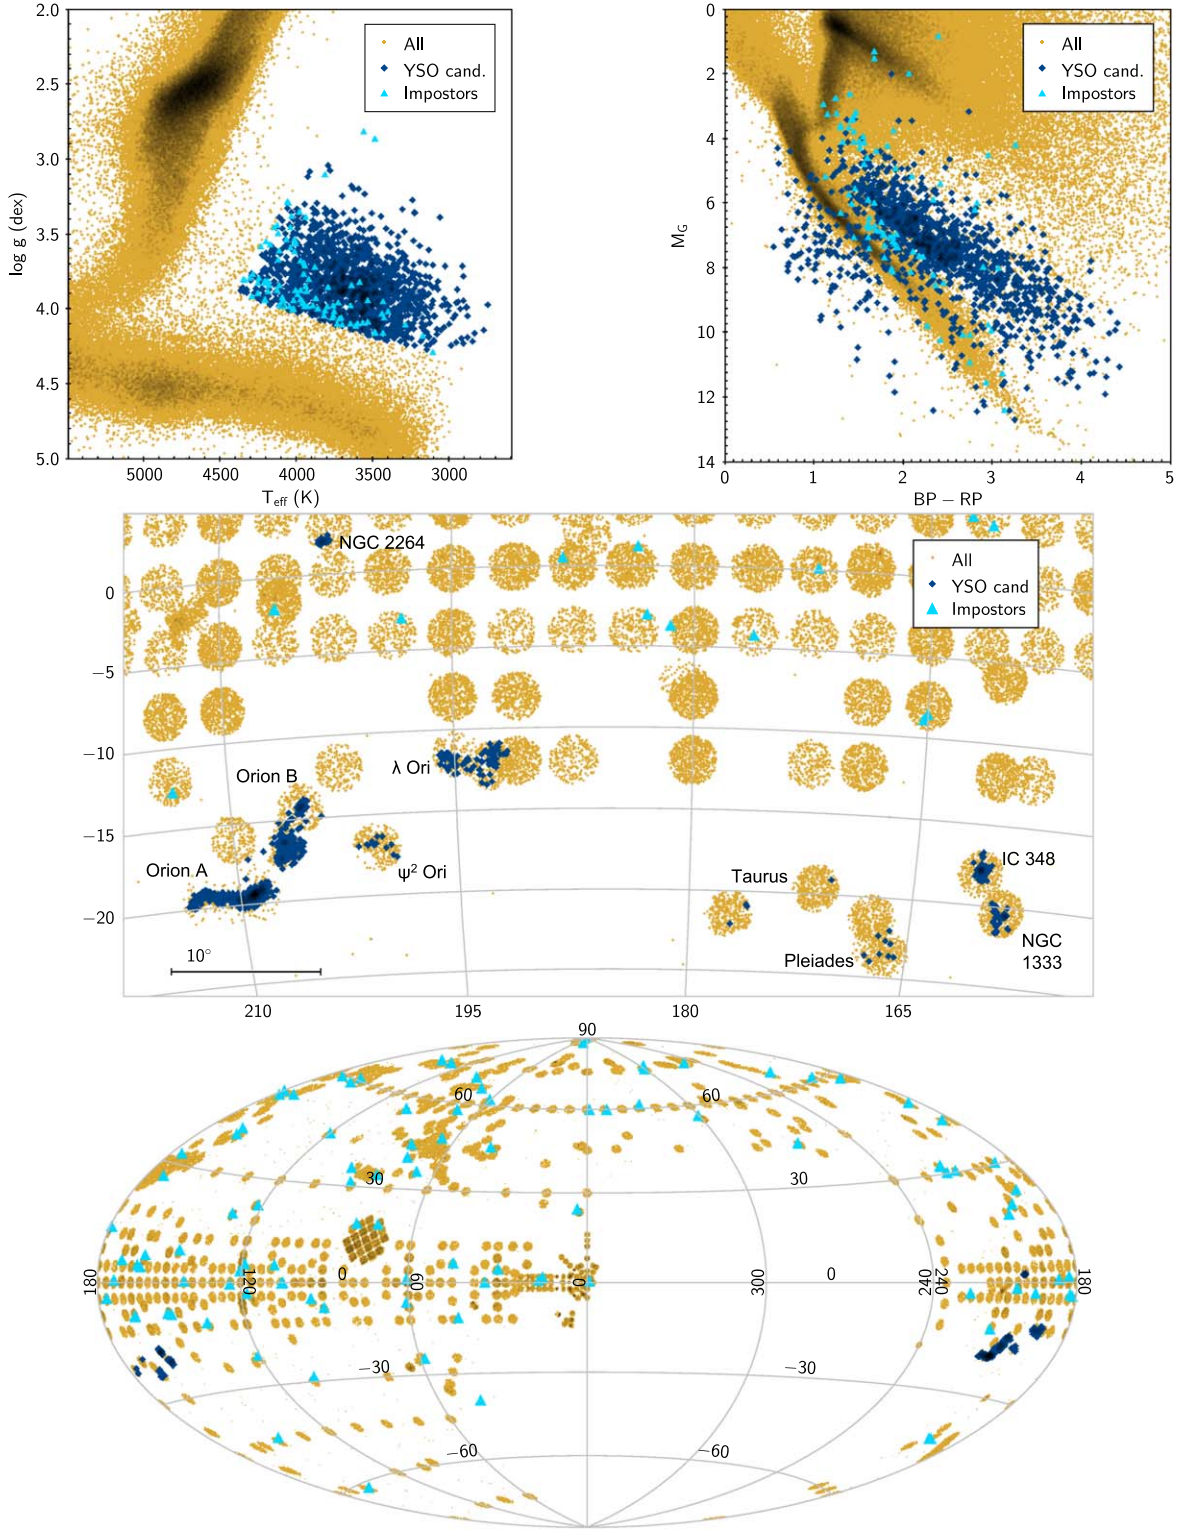 2.0
2.5
3.0
3.5
4.0
4.5
5.0
log g (dex)
5000 4500 4000 3500 3000
T_eff (K)
All
YSO cand.
Impostors
0
2
4
6
8
10
12
14
M_G
0 1 2 3 4 5
BP − RP
All
YSO cand.
Impostors
NGC 2264
All
YSO cand
Impostors
0
−5
−10
−15
−20
λ Ori
Orion B
Orion A
ψ² Ori
Taurus
IC 348
Pleiades
NGC
1333
10°
210 195 180 165
90
60 60
30 30
180 120 0 60 0 300 0 240 240 180
−30 −30
−60 −60